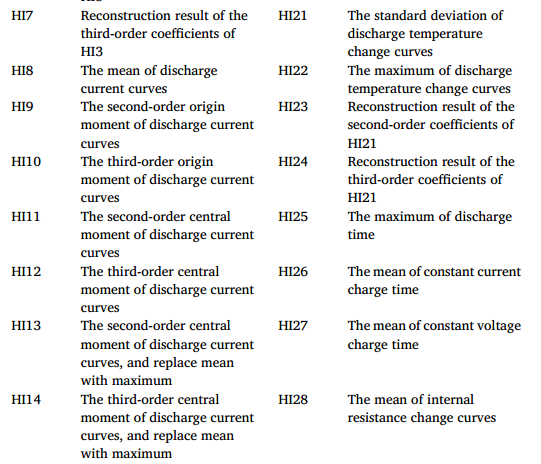 HI7 Reconstruction result of the HI21 The standard deviation of
third-order coefficients of discharge temperature
HI3 change curves
HI8 The mean of discharge HI22 The maximum of discharge
current curves temperature change curves
HI9 The second-order origin HI23 Reconstruction result of the
moment of discharge current second-order coefficients of
curves HI21
HI10 The third-order origin HI24 Reconstruction result of the
moment of discharge current third-order coefficients of
curves HI21
HI11 The second-order central HI25 The maximum of discharge
moment of discharge current time
curves
HI12 The third-order central HI26 The mean of constant current
moment of discharge current charge time
curves
HI13 The second-order central HI27 The mean of constant voltage
moment of discharge current charge time
curves, and replace mean
with maximum
HI14 The third-order central HI28 The mean of internal
moment of discharge current resistance change curves
curves, and replace mean
with maximum